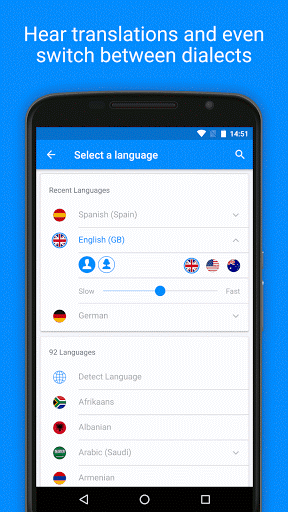 Hear translations and even
switch between dialects
14:51
Select a language
Recent Languages
Spanish (Spain)
English (GB)
Slow
Fast
German
92 Languages
Detect Language
Afrikaans
Albanian
Arabic (Saudi)
Armenian